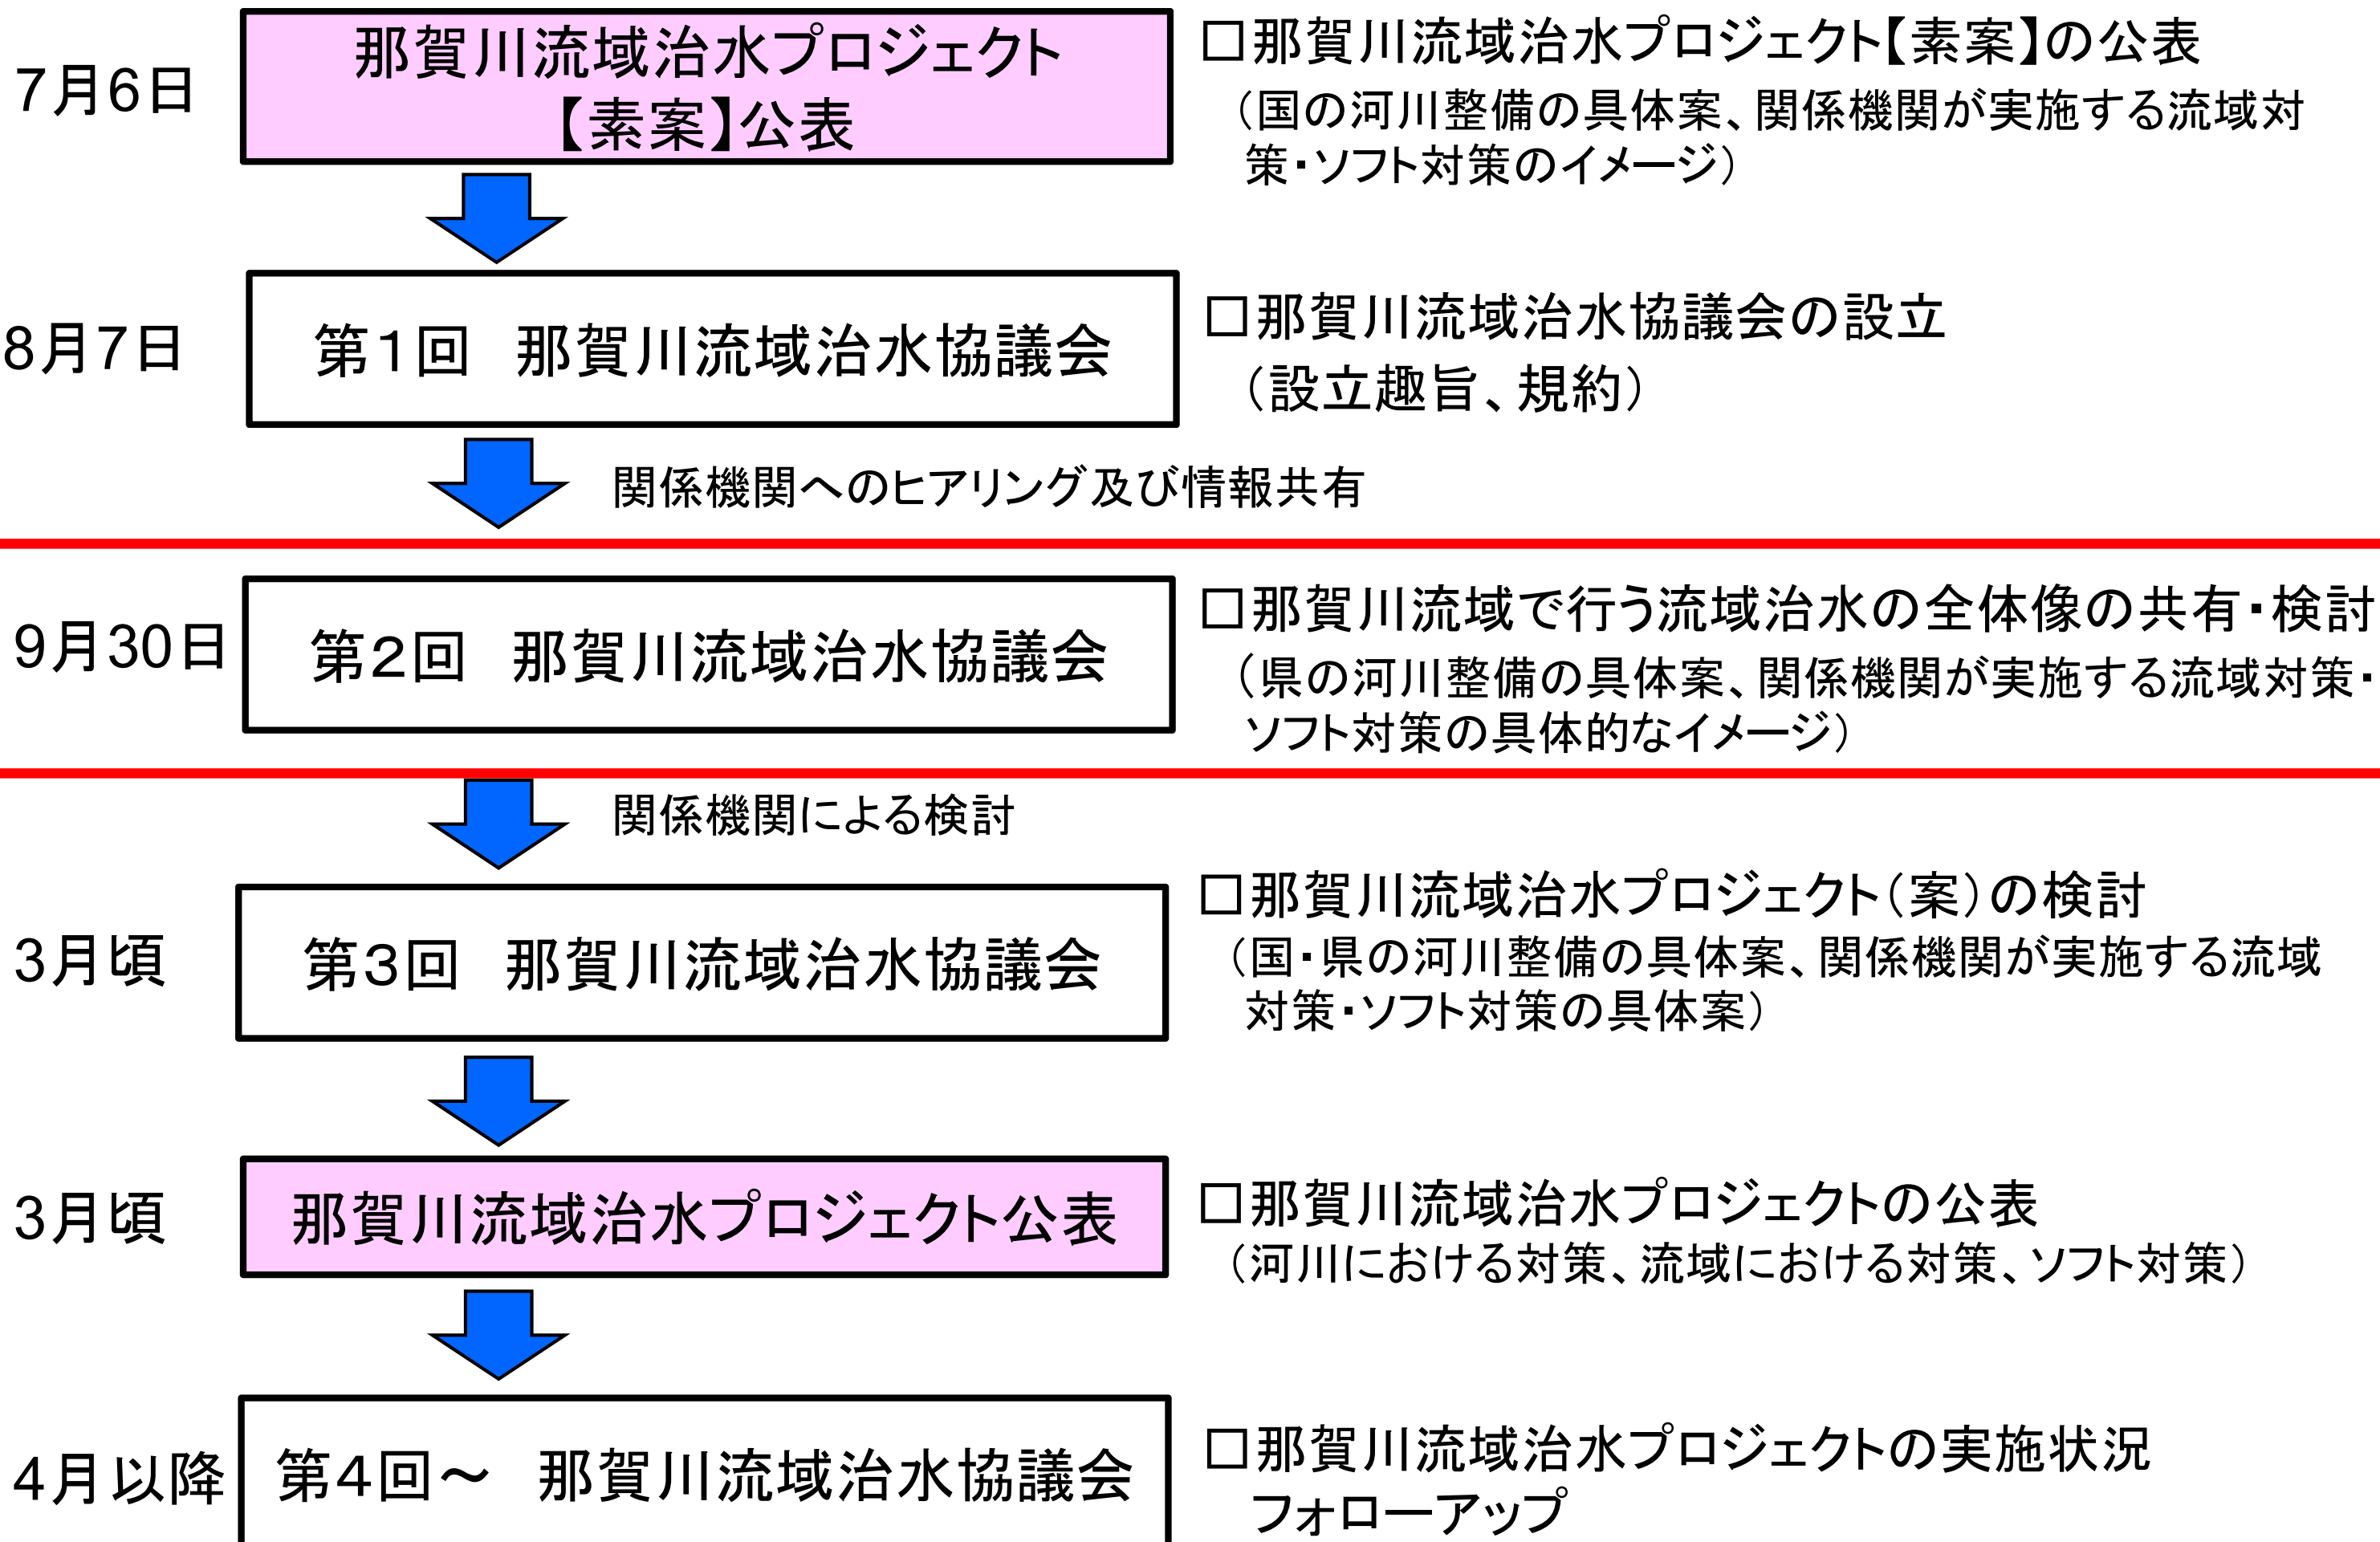 7月6日
那賀川流域治水プロジェクト
【素案】公表
□那賀川流域治水プロジェクト【素案】の公表
（国の河川整備の具体案、関係機関が実施する流域対
策・ソフト対策のイメージ）
8月7日
第1回　那賀川流域治水協議会
□那賀川流域治水協議会の設立
（設立趣旨、規約）
関係機関へのヒアリング及び情報共有
9月30日
第2回　那賀川流域治水協議会
□那賀川流域で行う流域治水の全体像の共有・検討
（県の河川整備の具体案、関係機関が実施する流域対策・
ソフト対策の具体的なイメージ）
関係機関による検討
3月頃
第3回　那賀川流域治水協議会
□那賀川流域治水プロジェクト（案）の検討
（国・県の河川整備の具体案、関係機関が実施する流域
対策・ソフト対策の具体案）
3月頃
那賀川流域治水プロジェクト公表
□那賀川流域治水プロジェクトの公表
（河川における対策、流域における対策、ソフト対策）
4月以降
第4回～　那賀川流域治水協議会
□那賀川流域治水プロジェクトの実施状況
フォローアップ